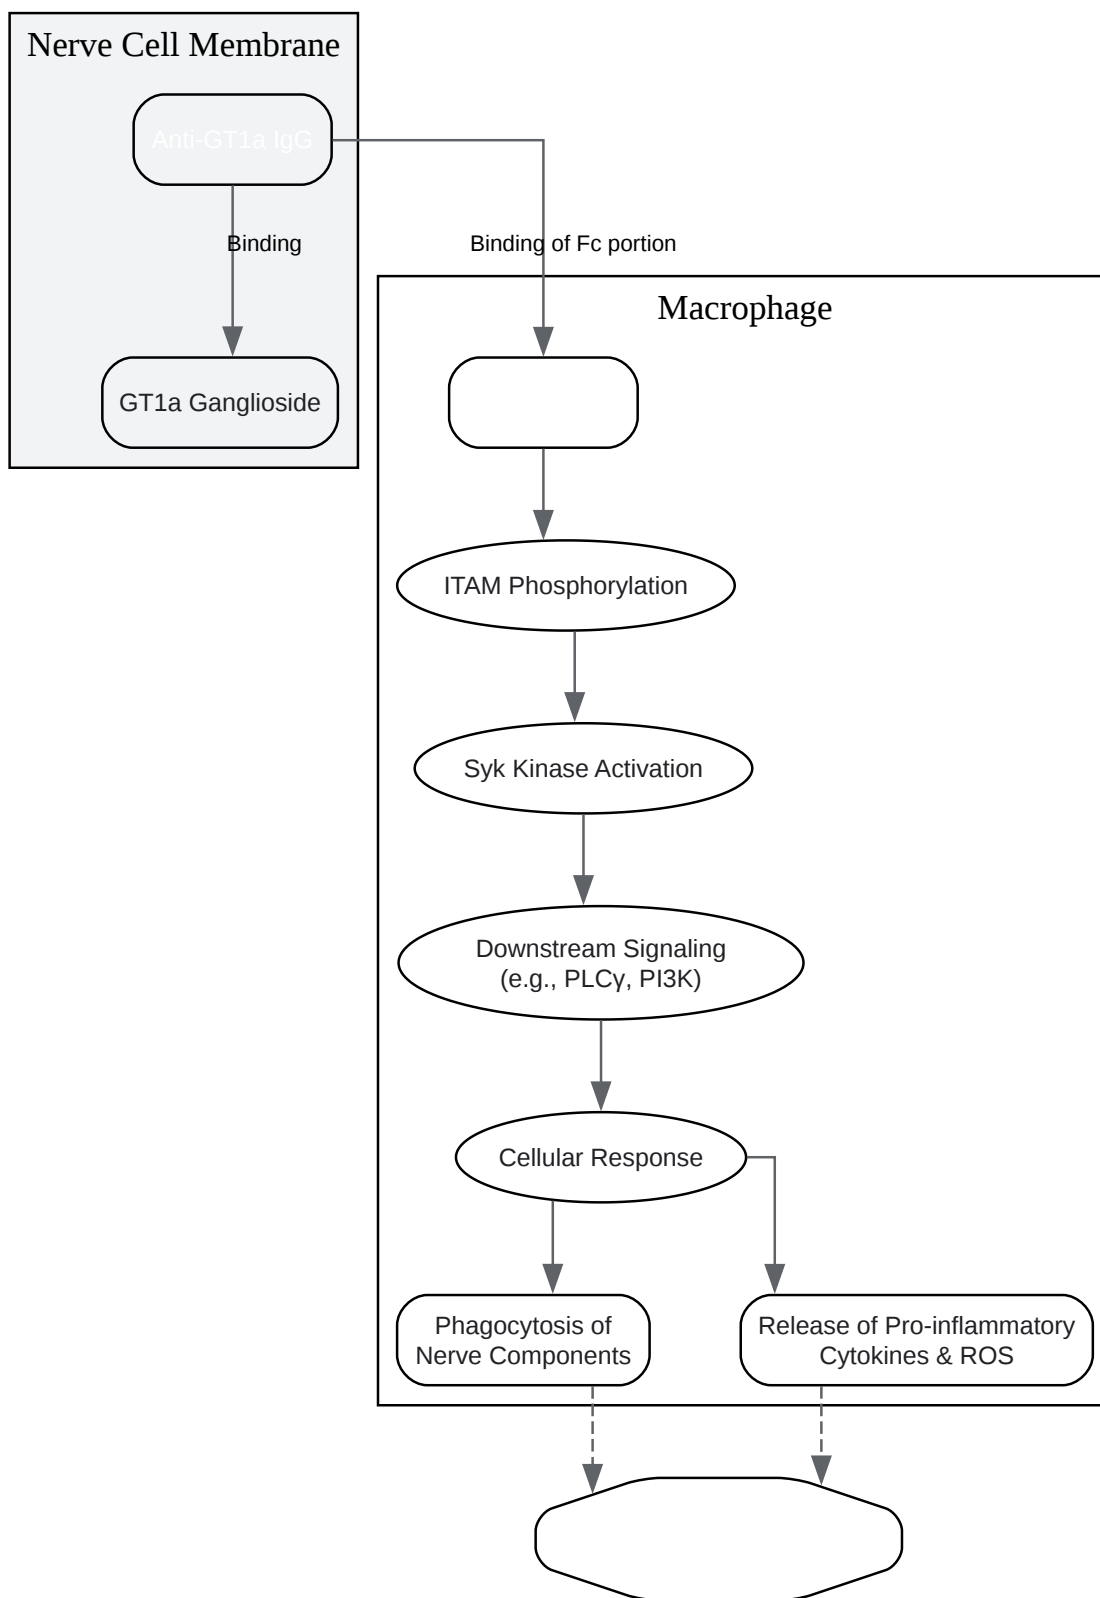 Nerve Cell Membrane
Anti-GT1a IgG
Binding
Binding of Fc portion
Macrophage
GT1a Ganglioside
ITAM Phosphorylation
Syk Kinase Activation
Downstream Signaling
(e.g., PLCγ, PI3K)
Cellular Response
Phagocytosis of
Nerve Components
Release of Pro-inflammatory
Cytokines & ROS